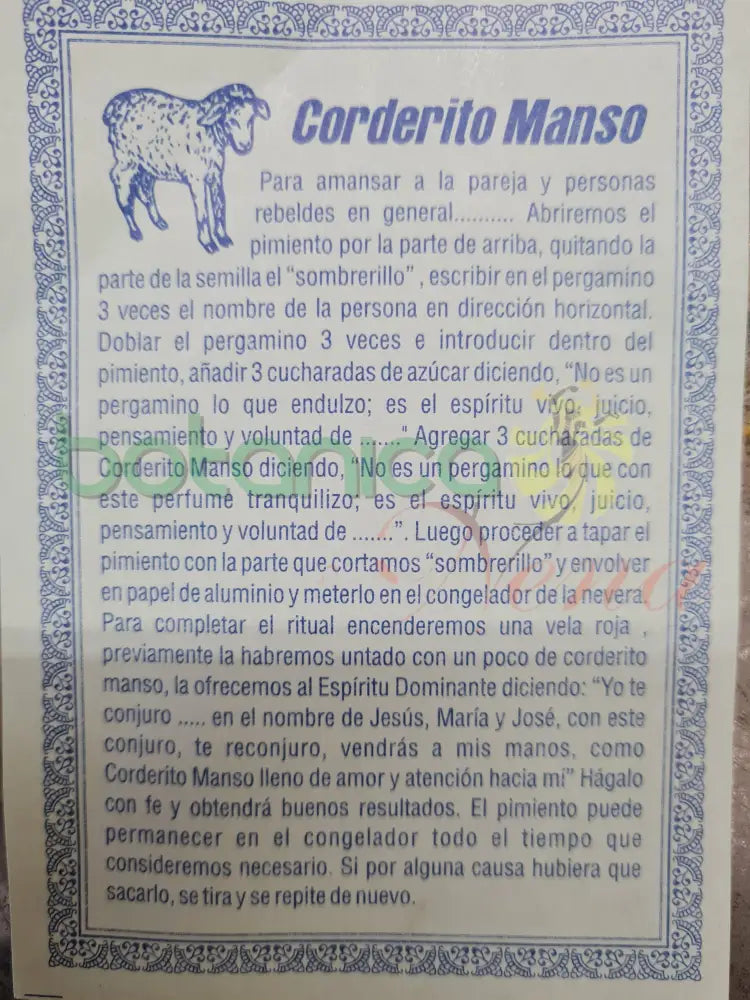 Corderito Manso
Para amansar a la pareja y personas
rebeldes en general.......... Abriremos el
pimiento por la parte de arriba, quitando la
parte de la semilla el "sombrerillo" , escribir en el pergamino
3 veces el nombre de la persona en dirección horizontal.
Doblar el pergamino 3 veces e introducir dentro del
pimiento, añadir 3 cucharadas de azúcar diciendo, "No es un
pergamino lo que endulzo; es el espíritu vivo, juicio,
pensamiento y voluntad de ......." Agregar 3 cucharadas de
Corderito Manso diciendo, "No es un pergamino lo que con
este perfume tranquilizo; es el espíritu vivo, juicio,
pensamiento y voluntad de .......". Luego proceder a tapar el
pimiento con la parte que cortamos "sombrerillo" y envolver
en papel de aluminio y meterlo en el congelador de la nevera.
Para completar el ritual encenderemos una vela roja ,
previamente la habremos untado con un poco de corderito
manso, la ofrecemos al Espíritu Dominante diciendo: "Yo te
conjuro ..... en el nombre de Jesús, María y José, con este
conjuro, te reconjuro, vendrás a mis manos, como
Corderito Manso lleno de amor y atención hacia mí" Hágalo
con fe y obtendrá buenos resultados. El pimiento puede
permanecer en el congelador todo el tiempo que
consideremos necesario. Si por alguna causa hubiera que
sacarlo, se tira y se repite de nuevo.
botanica
Nena